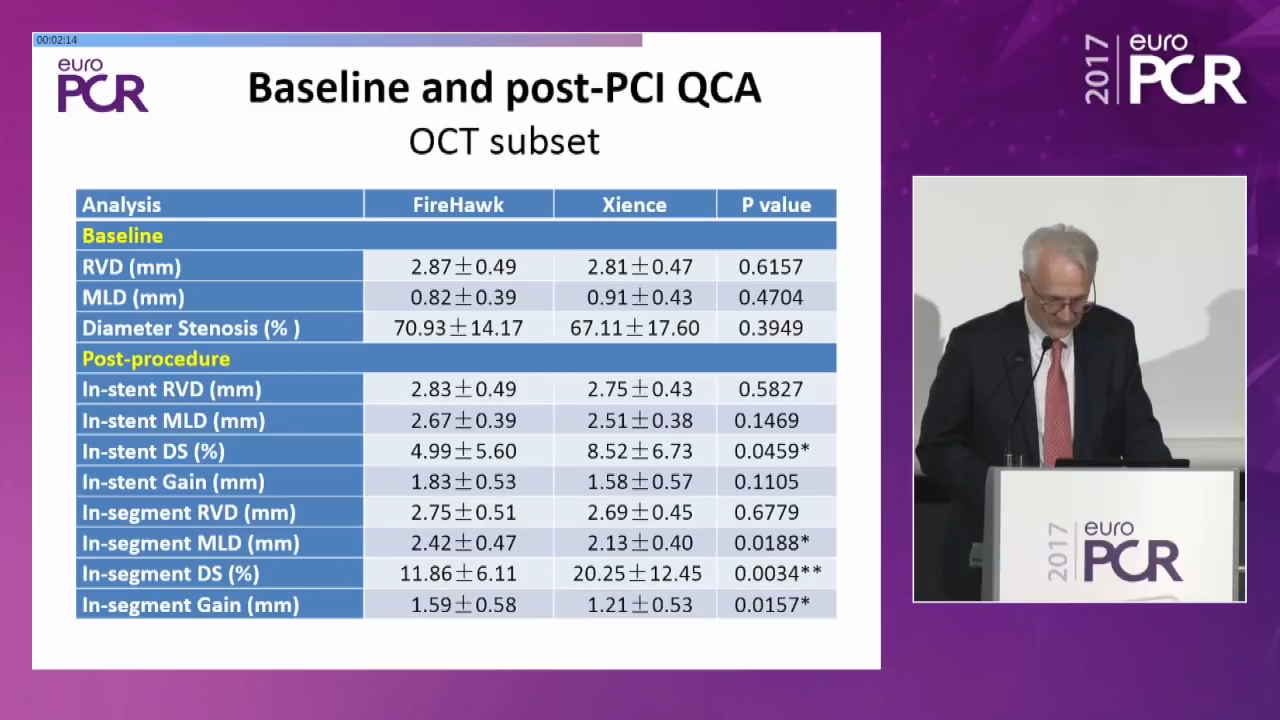 00:02:14
euro
PCR
Baseline and post-PCI QCA
OCT subset
Analysis FireHawk Xience P value
Baseline
RVD (mm) 2.87±0.49 2.81±0.47 0.6157
MLD (mm) 0.82±0.39 0.91±0.43 0.4704
Diameter Stenosis (% ) 70.93±14.17 67.11±17.60 0.3949
Post-procedure
In-stent RVD (mm) 2.83±0.49 2.75±0.43 0.5827
In-stent MLD (mm) 2.67±0.39 2.51±0.38 0.1469
In-stent DS (%) 4.99±5.60 8.52±6.73 0.0459*
In-stent Gain (mm) 1.83±0.53 1.58±0.57 0.1105
In-segment RVD (mm) 2.75±0.51 2.69±0.45 0.6779
In-segment MLD (mm) 2.42±0.47 2.13±0.40 0.0188*
In-segment DS (%) 11.86±6.11 20.25±12.45 0.0034**
In-segment Gain (mm) 1.59±0.58 1.21±0.53 0.0157*
2017
euro
PCR
2017
euro
PCR